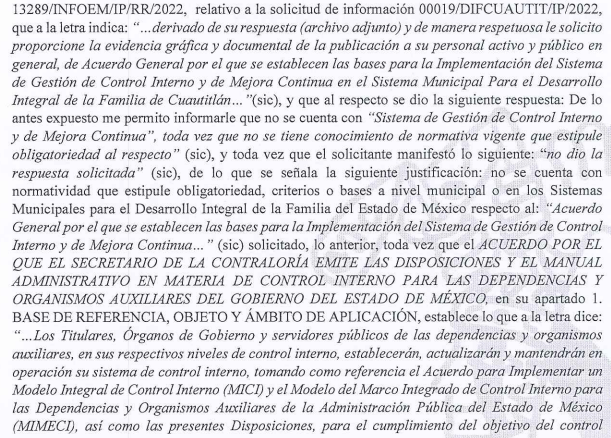 13289/INFOEM/IP/RR/2022, relativo a la solicitud de información 00019/DIFCUAUTIT/IP/2022,
que a la letra indica: “...derivado de su respuesta (archivo adjunto) y de manera respetuosa le solicito
proporcione la evidencia gráfica y documental de la publicación a su personal activo y público en
general, de Acuerdo General por el que se establecen las bases para la Implementación del Sistema
de Gestión de Control Interno y de Mejora Continua en el Sistema Municipal Para el Desarrollo
Integral de la Familia de Cuautitlán...”(sic), y que al respecto se dio la siguiente respuesta: De lo
antes expuesto me permito informarle que no se cuenta con “Sistema de Gestión de Control Interno
y de Mejora Continua”, toda vez que no se tiene conocimiento de normativa vigente que estipule
obligatoriedad al respecto” (sic), y toda vez que el solicitante manifestó lo siguiente: “no dio la
respuesta solicitada” (sic), de lo que se señala la siguiente justificación: no se cuenta con
normatividad que estipule obligatoriedad, criterios o bases a nivel municipal o en los Sistemas
Municipales para el Desarrollo Integral de la Familia del Estado de México respecto al: “Acuerdo
General por el que se establecen las bases para la Implementación del Sistema de Gestión de Control
Interno y de Mejora Continua...” (sic) solicitado, lo anterior, toda vez que el ACUERDO POR EL
QUE EL SECRETARIO DE LA CONTRALORÍA EMITE LAS DISPOSICIONES Y EL MANUAL
ADMINISTRATIVO EN MATERIA DE CONTROL INTERNO PARA LAS DEPENDENCIAS Y
ORGANISMOS AUXILIARES DEL GOBIERNO DEL ESTADO DE MÉXICO, en su apartado 1.
BASE DE REFERENCIA, OBJETO Y ÁMBITO DE APLICACIÓN, establece lo que a la letra dice:
“...Los Titulares, Órganos de Gobierno y servidores públicos de las dependencias y organismos
auxiliares, en sus respectivos niveles de control interno, establecerán, actualizarán y mantendrán en
operación su sistema de control interno, tomando como referencia el Acuerdo para Implementar un
Modelo Integral de Control Interno (MICI) y el Modelo del Marco Integrado de Control Interno para
las Dependencias y Organismos Auxiliares de la Administración Pública del Estado de México
(MIMECI), así como las presentes Disposiciones, para el cumplimiento del objetivo del control